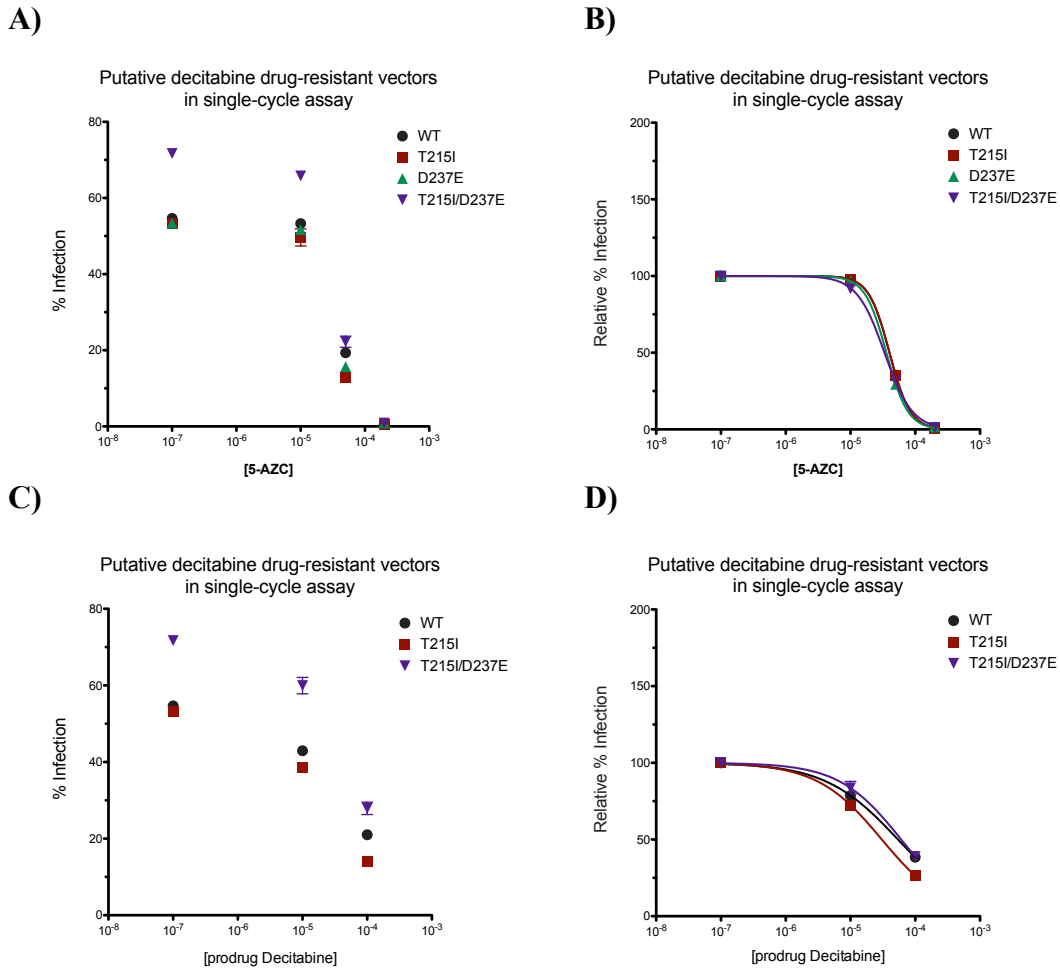 A)
Putative decitabine drug-resistant vectors
in single-cycle assay
80
60
40
20
0
% Infection
10-8
10-7
10-6
10-5
10-4
10-3
[5-AZC]
WT
T215I
D237E
T215I/D237E
B)
Putative decitabine drug-resistant vectors
in single-cycle assay
200
150
100
50
0
Relative % Infection
10-8
10-7
10-6
10-5
10-4
10-3
[5-AZC]
WT
T215I
D237E
T215I/D237E
C)
Putative decitabine drug-resistant vectors
in single-cycle assay
80
60
40
20
0
% Infection
10-8
10-7
10-6
10-5
10-4
10-3
[prodrug Decitabine]
WT
T215I
T215I/D237E
D)
Putative decitabine drug-resistant vectors
in single-cycle assay
200
150
100
50
0
Relative % Infection
10-8
10-7
10-6
10-5
10-4
10-3
[prodrug Decitabine]
WT
T215I
T215I/D237E